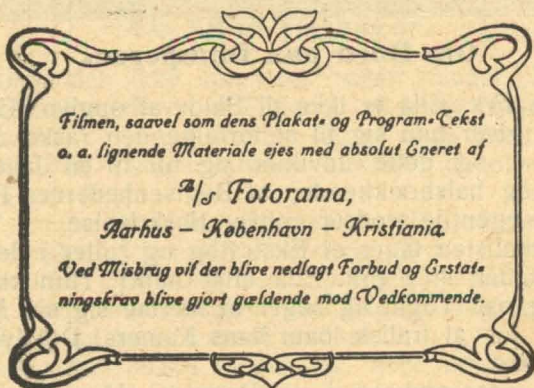 Filmen, saavel som dens Plakat- og Program-Tekst
o. a. lignende Materiale ejes med absolut Eneret af
A/S Fotorama,
Aarhus – København – Kristiania.
Ved Misbrug vil der blive nedlagt Forbud og Erstat-
ningskrav blive gjort gældende mod Vedkommende.